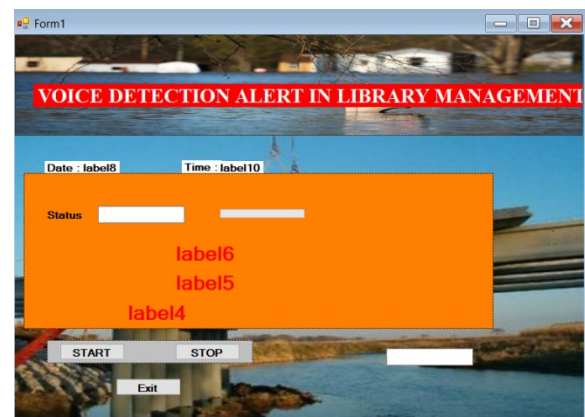 Form1
VOICE DETECTION ALERT IN LIBRARY MANAGEMENT
Date : label8 Time : label10
Status
label6
label5
label4
START STOP
Exit